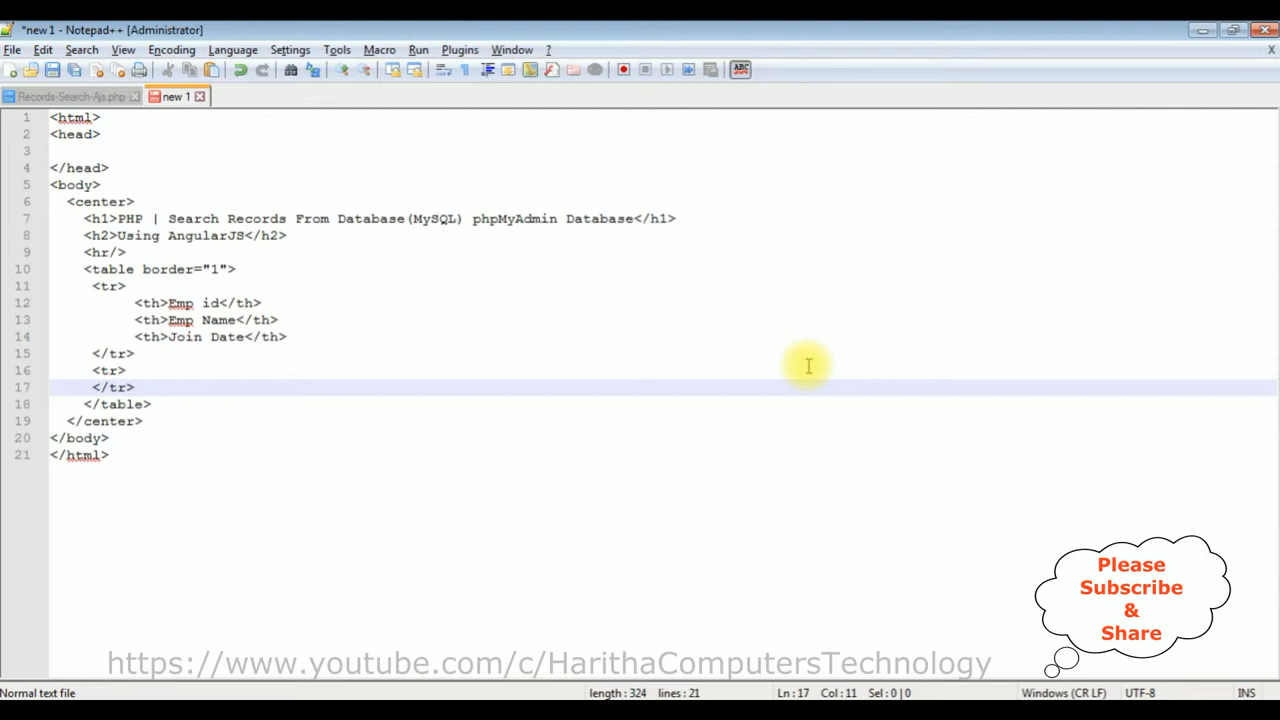 *new 1 - Notepad++ [Administrator]
File Edit Search View Encoding Language Settings Tools Macro Run Plugins Window ? X
ABC
Records-Search-Ajs.php new 1
1 <html>
2 <head>
3
4 </head>
5 <body>
6 <center>
7 <h1>PHP | Search Records From Database(MySQL) phpMyAdmin Database</h1>
8 <h2>Using AngularJS</h2>
9 <hr/>
10 <table border="1">
11 <tr>
12 <th>Emp id</th>
13 <th>Emp Name</th>
14 <th>Join Date</th>
15 </tr>
16 <tr>
17 </tr>
18 </table>
19 </center>
20 </body>
21 </html>
Please
Subscribe
&
Share
https://www.youtube.com/c/HarithaComputersTechnology
Normal text file length : 324 lines : 21 Ln : 17 Col : 11 Sel : 0 | 0 Windows (CR LF) UTF-8 INS